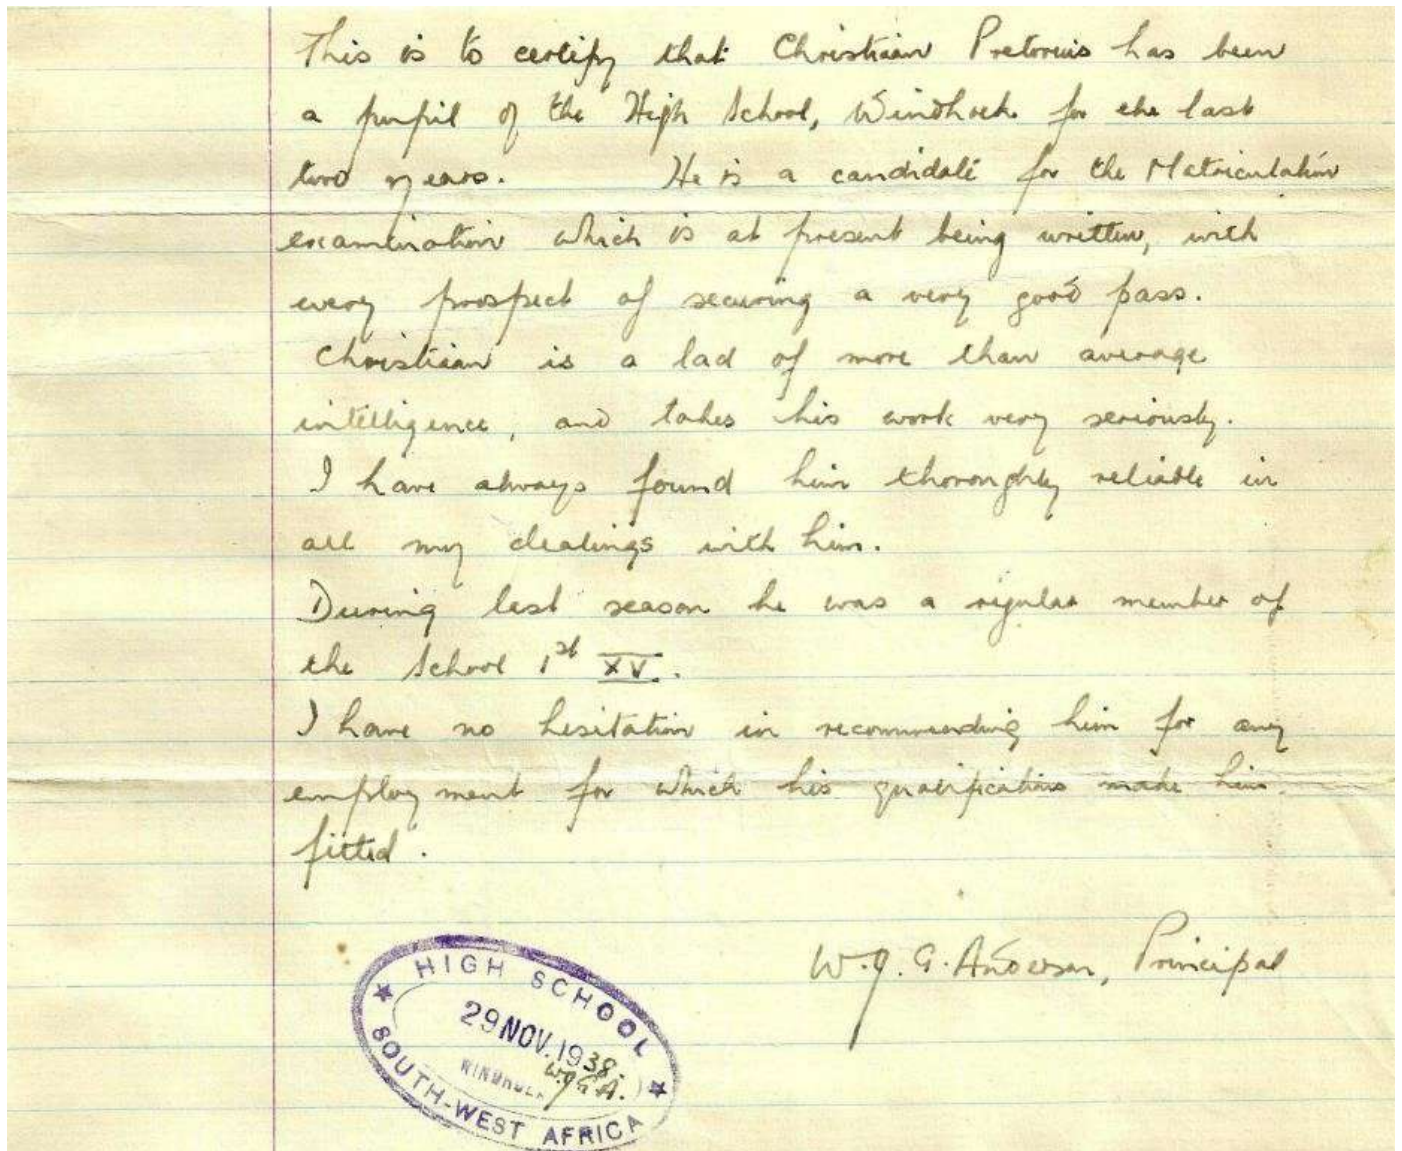 This is to certify that Christiaan Pretorius has been
a pupil of the High School, Windhoek for the last
two years. He is a candidate for the Matriculation
examination which is at present being written, with
every prospect of securing a very good pass.
Christiaan is a lad of more than average
intelligence, and takes his work very seriously.
I have always found him thoroughly reliable in
all my dealings with him.
During last season he was a regular member of
the School 1st XV.
I have no hesitation in recommending him for any
employment for which his qualifications make him
fitted.
W.J.G. Anderson, Principal
HIGH SCHOOL
29 NOV. 1938.
WINDHOEK
W.J.G.A.
SOUTH-WEST AFRICA